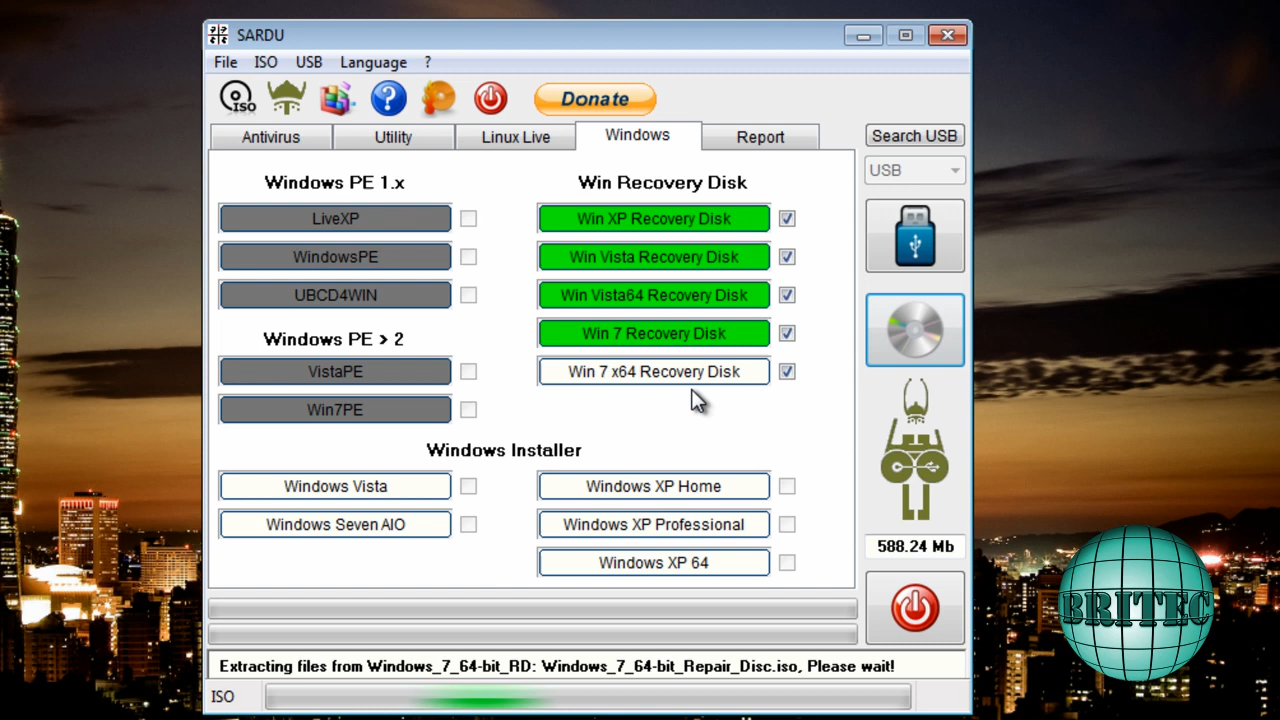 SARDU
File ISO USB Language ?
ISO Donate
Antivirus Utility Linux Live Windows Report Search USB
USB
Windows PE 1.x Win Recovery Disk
LiveXP Win XP Recovery Disk
WindowsPE Win Vista Recovery Disk
UBCD4WIN Win Vista64 Recovery Disk
Windows PE > 2 Win 7 Recovery Disk
VistaPE Win 7 x64 Recovery Disk
Win7PE
Windows Installer
Windows Vista Windows XP Home
Windows Seven AIO Windows XP Professional
Windows XP 64
588.24 Mb
BRITEC
Extracting files from Windows_7_64-bit_RD: Windows_7_64-bit_Repair_Disc.iso, Please wait!
ISO